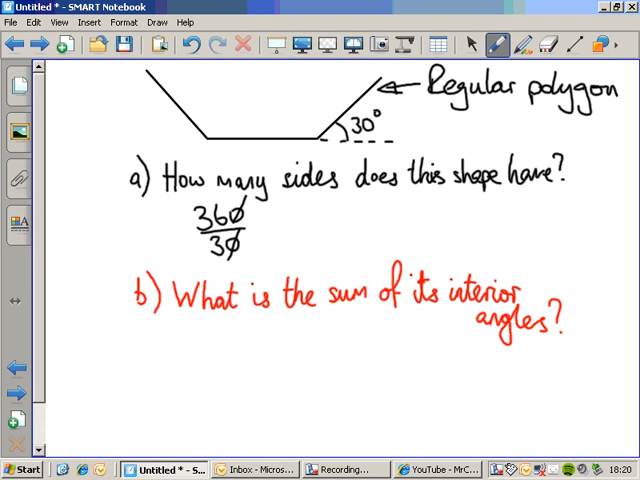 Untitled * - SMART Notebook
File Edit View Insert Format Draw Help
Regular polygon
30°
a) How many sides does this shape have?
360
30
b) What is the sum of its interior
angles?
Start
Untitled * - S...
Inbox - Micros...
Recording...
YouTube - MrC...
18:20